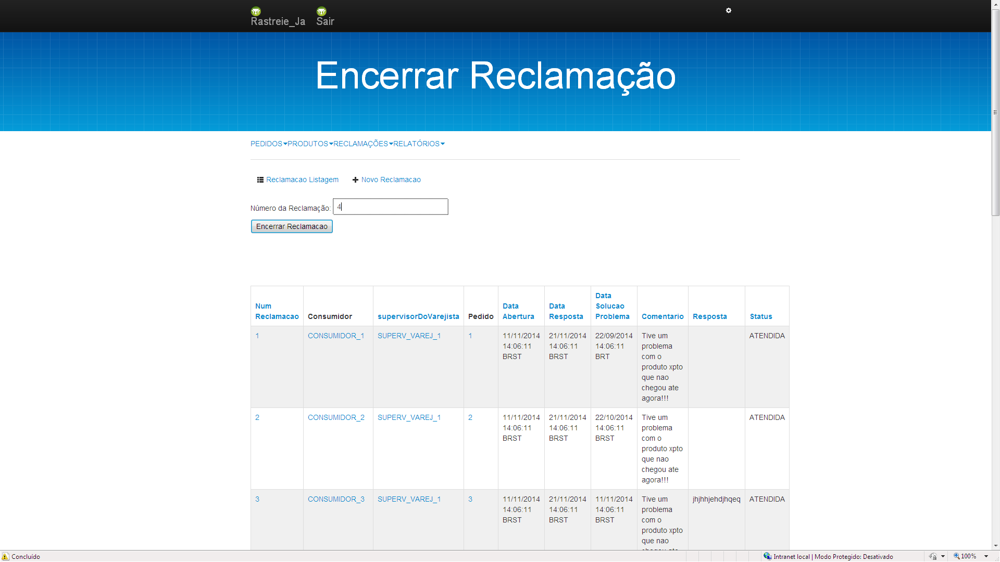 Rastreie_Ja Sair
Encerrar Reclamação
PEDIDOS PRODUTOS RECLAMAÇÕES RELATÓRIOS
Reclamacao Listagem Novo Reclamacao
Número da Reclamação: 4
Encerrar Reclamacao
Num Reclamacao Consumidor supervisorDoVarejista Pedido Data Abertura Data Resposta Data Solucao Problema Comentario Resposta Status
1 CONSUMIDOR_1 SUPERV_VAREJ_1 1 11/11/2014 14:06:11 BRST 21/11/2014 14:06:11 BRST 22/09/2014 14:06:11 BRT Tive um problema com o produto xpto que nao chegou ate agora!!! ATENDIDA
2 CONSUMIDOR_2 SUPERV_VAREJ_1 2 11/11/2014 14:06:11 BRST 21/11/2014 14:06:11 BRST 22/10/2014 14:06:11 BRST Tive um problema com o produto xpto que nao chegou ate agora!!! ATENDIDA
3 CONSUMIDOR_3 SUPERV_VAREJ_1 3 11/11/2014 14:06:11 BRST 21/11/2014 14:06:11 BRST 11/11/2014 14:06:11 BRST Tive um problema com o produto xpto que nao jhjhhjehdjhqeq ATENDIDA
Concluído Intranet local | Modo Protegido: Desativado 100%